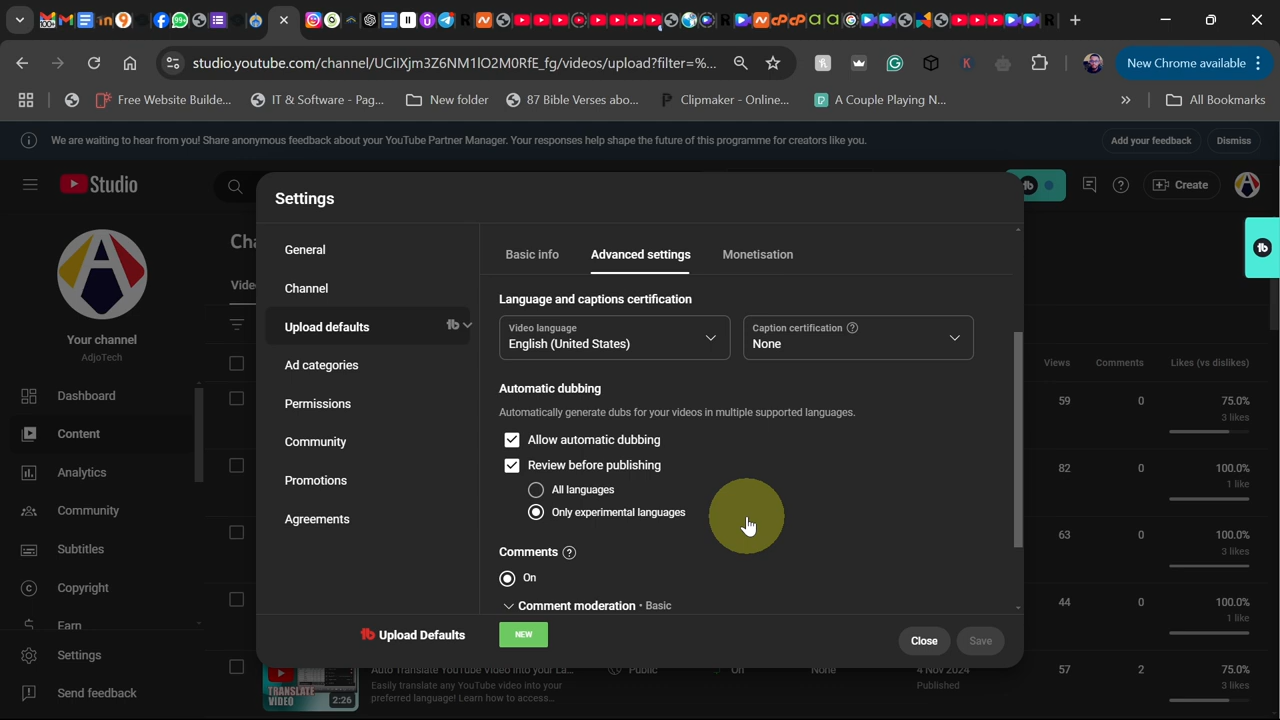 New Chrome available
studio.youtube.com/channel/UCilXjm3Z6NM1lO2M0RfE_fg/videos/upload?filter=%...
Free Website Builde...
IT & Software - Pag...
New folder
87 Bible Verses abo...
Clipmaker - Online...
A Couple Playing N...
All Bookmarks
We are waiting to hear from you! Share anonymous feedback about your YouTube Partner Manager. Your responses help shape the future of this programme for creators like you.
Add your feedback
Dismiss
Studio
Create
Settings
Your channel
AdjoTech
Dashboard
Content
Analytics
Community
Subtitles
Copyright
Earn
Settings
Send feedback
General
Channel
Upload defaults
Ad categories
Permissions
Community
Promotions
Agreements
Basic info
Advanced settings
Monetisation
Language and captions certification
Video language
English (United States)
Caption certification
None
Automatic dubbing
Automatically generate dubs for your videos in multiple supported languages.
Allow automatic dubbing
Review before publishing
All languages
Only experimental languages
Comments
On
Comment moderation • Basic
Upload Defaults
NEW
Close
Save
Views Comments Likes (vs dislikes)
59 0 75.0%
3 likes
82 0 100.0%
1 like
63 0 100.0%
3 likes
44 0 100.0%
1 like
57 2 75.0%
3 likes
TRANSLATE
VIDEO
2:26
Auto Translate YouTube Video into your La...
Easily translate any YouTube video into your
preferred language! Learn how to access...
Public
On
None
4 Nov 2024
Published